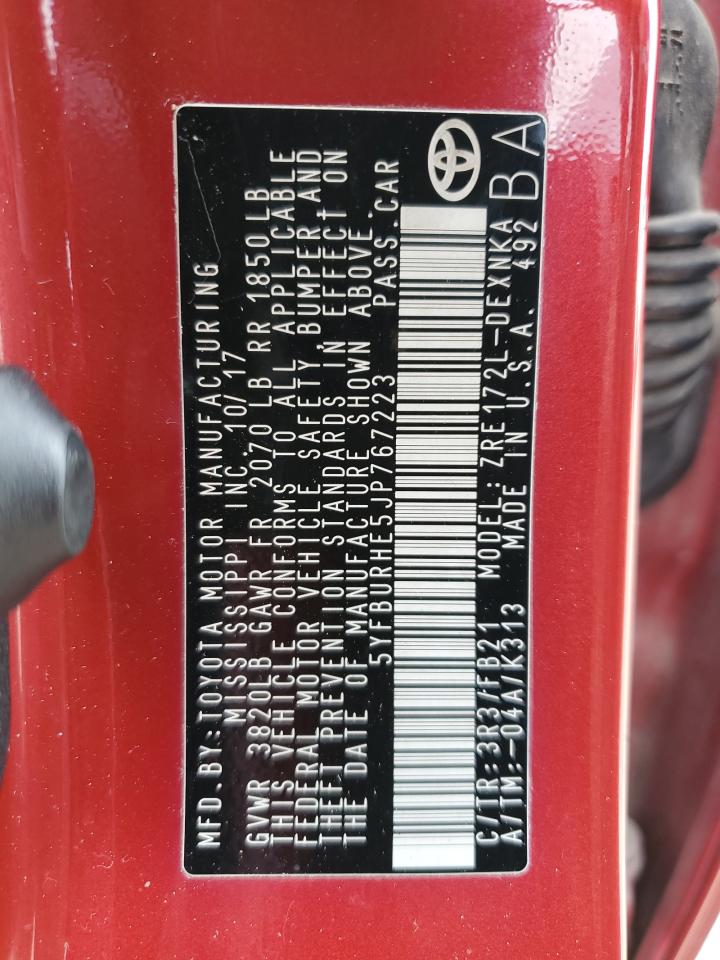 MFD.BY:TOYOTA MOTOR MANUFACTURING
MISSISSIPPI INC. 10/17
GVWR 3820LB GAWR FR 2070 LB RR 1850 LB
THIS VEHICLE CONFORMS TO ALL APPLICABLE
FEDERAL MOTOR VEHICLE SAFETY, BUMPER, AND
THEFT PREVENTION STANDARDS IN EFFECT ON
THE DATE OF MANUFACTURE SHOWN ABOVE.
5YFBURHE5JP767223 PASS. CAR
C/TR: 3R3/FB21 MODEL: ZRE172L-DEXNKA
A/TM:-04A/K313 MADE IN U.S.A. 492 BA